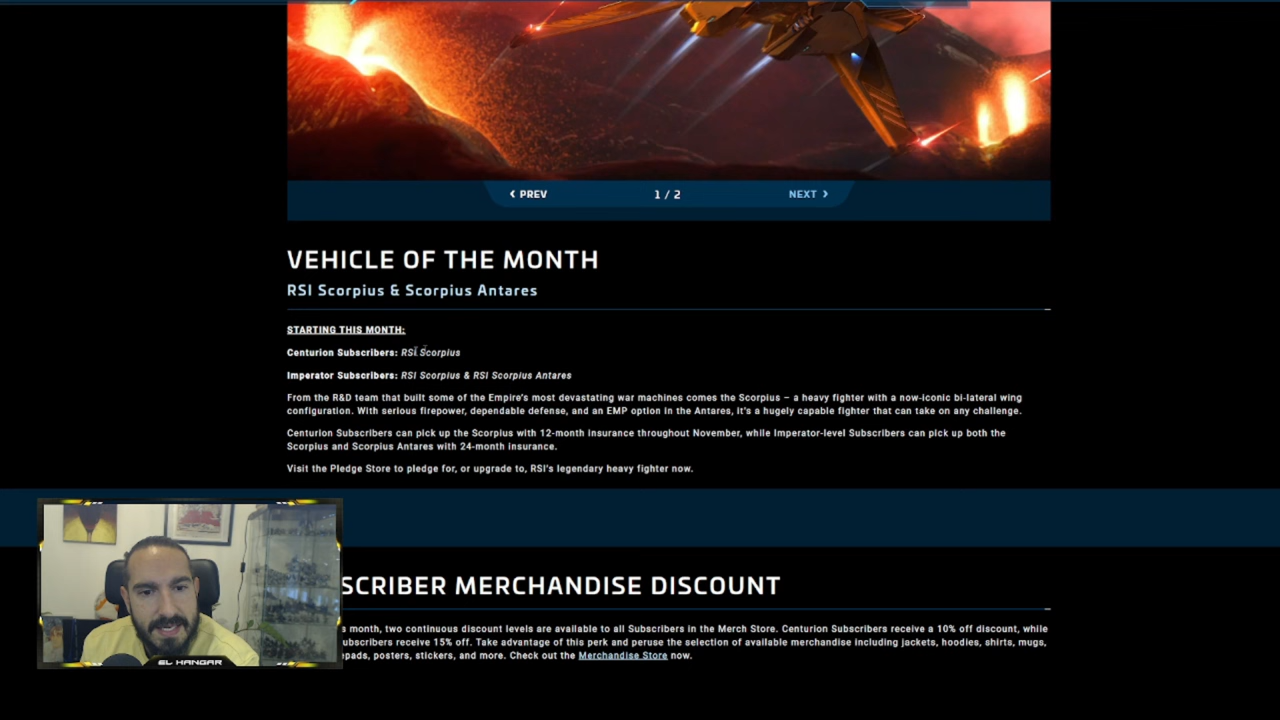 PREV
1 / 2
NEXT
VEHICLE OF THE MONTH
RSI Scorpius & Scorpius Antares
STARTING THIS MONTH:
Centurion Subscribers: RSI Scorpius
Imperator Subscribers: RSI Scorpius & RSI Scorpius Antares
From the R&D team that built some of the Empire's most devastating war machines comes the Scorpius – a heavy fighter with a now-iconic bi-lateral wing
configuration. With serious firepower, dependable defense, and an EMP option in the Antares, it's a hugely capable fighter that can take on any challenge.
Centurion Subscribers can pick up the Scorpius with 12-month insurance throughout November, while Imperator-level Subscribers can pick up both the
Scorpius and Scorpius Antares with 24-month insurance.
Visit the Pledge Store to pledge for, or upgrade to, RSI's legendary heavy fighter now.
SCRIBER MERCHANDISE DISCOUNT
s month, two continuous discount levels are available to all Subscribers in the Merch Store. Centurion Subscribers receive a 10% off discount, while
ubscribers receive 15% off. Take advantage of this perk and peruse the selection of available merchandise including jackets, hoodies, shirts, mugs,
pads, posters, stickers, and more. Check out the Merchandise Store now.
EL HANGAR